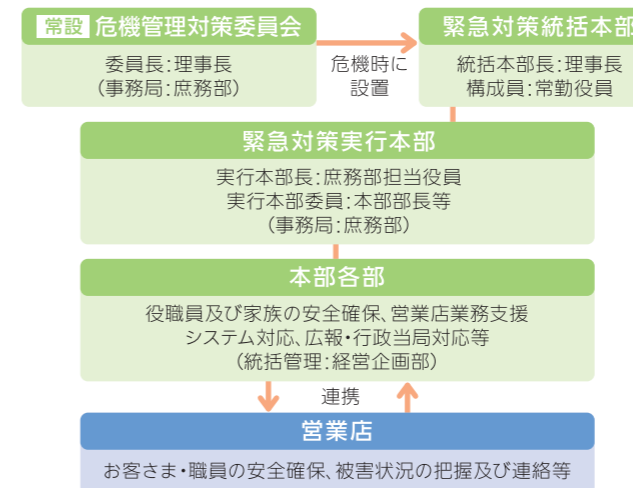 常設 危機管理対策委員会
委員長:理事長
(事務局:庶務部)
危機時に
設置
緊急対策統括本部
統括本部長:理事長
構成員:常勤役員
緊急対策実行本部
実行本部長:庶務部担当役員
実行本部委員:本部部長等
(事務局:庶務部)
本部各部
役職員及び家族の安全確保、営業店業務支援
システム対応、広報・行政当局対応等
(統括管理:経営企画部)
連携
営業店
お客さま・職員の安全確保、被害状況の把握及び連絡等